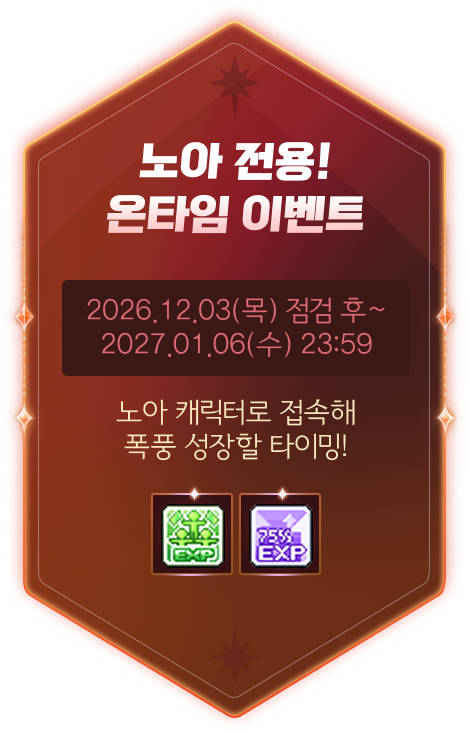 노아 전용!
온타임 이벤트
2026.12.03(목) 점검 후~
2027.01.06(수) 23:59
노아 캐릭터로 접속해
폭풍 성장할 타이밍!
EXP
EXP